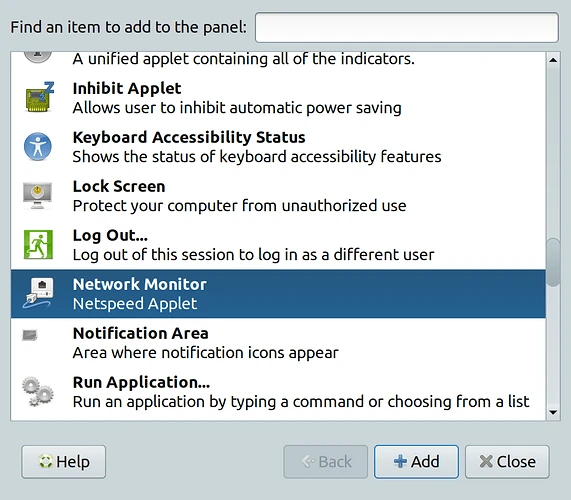 Find an item to add to the panel:
A unified applet containing all of the indicators.
Inhibit Applet
Allows user to inhibit automatic power saving
Keyboard Accessibility Status
Shows the status of keyboard accessibility features
Lock Screen
Protect your computer from unauthorized use
Log Out...
Log out of this session to log in as a different user
Network Monitor
Netspeed Applet
Notification Area
Area where notification icons appear
Run Application...
Run an application by typing a command or choosing from a list
Help
Back
Add
Close